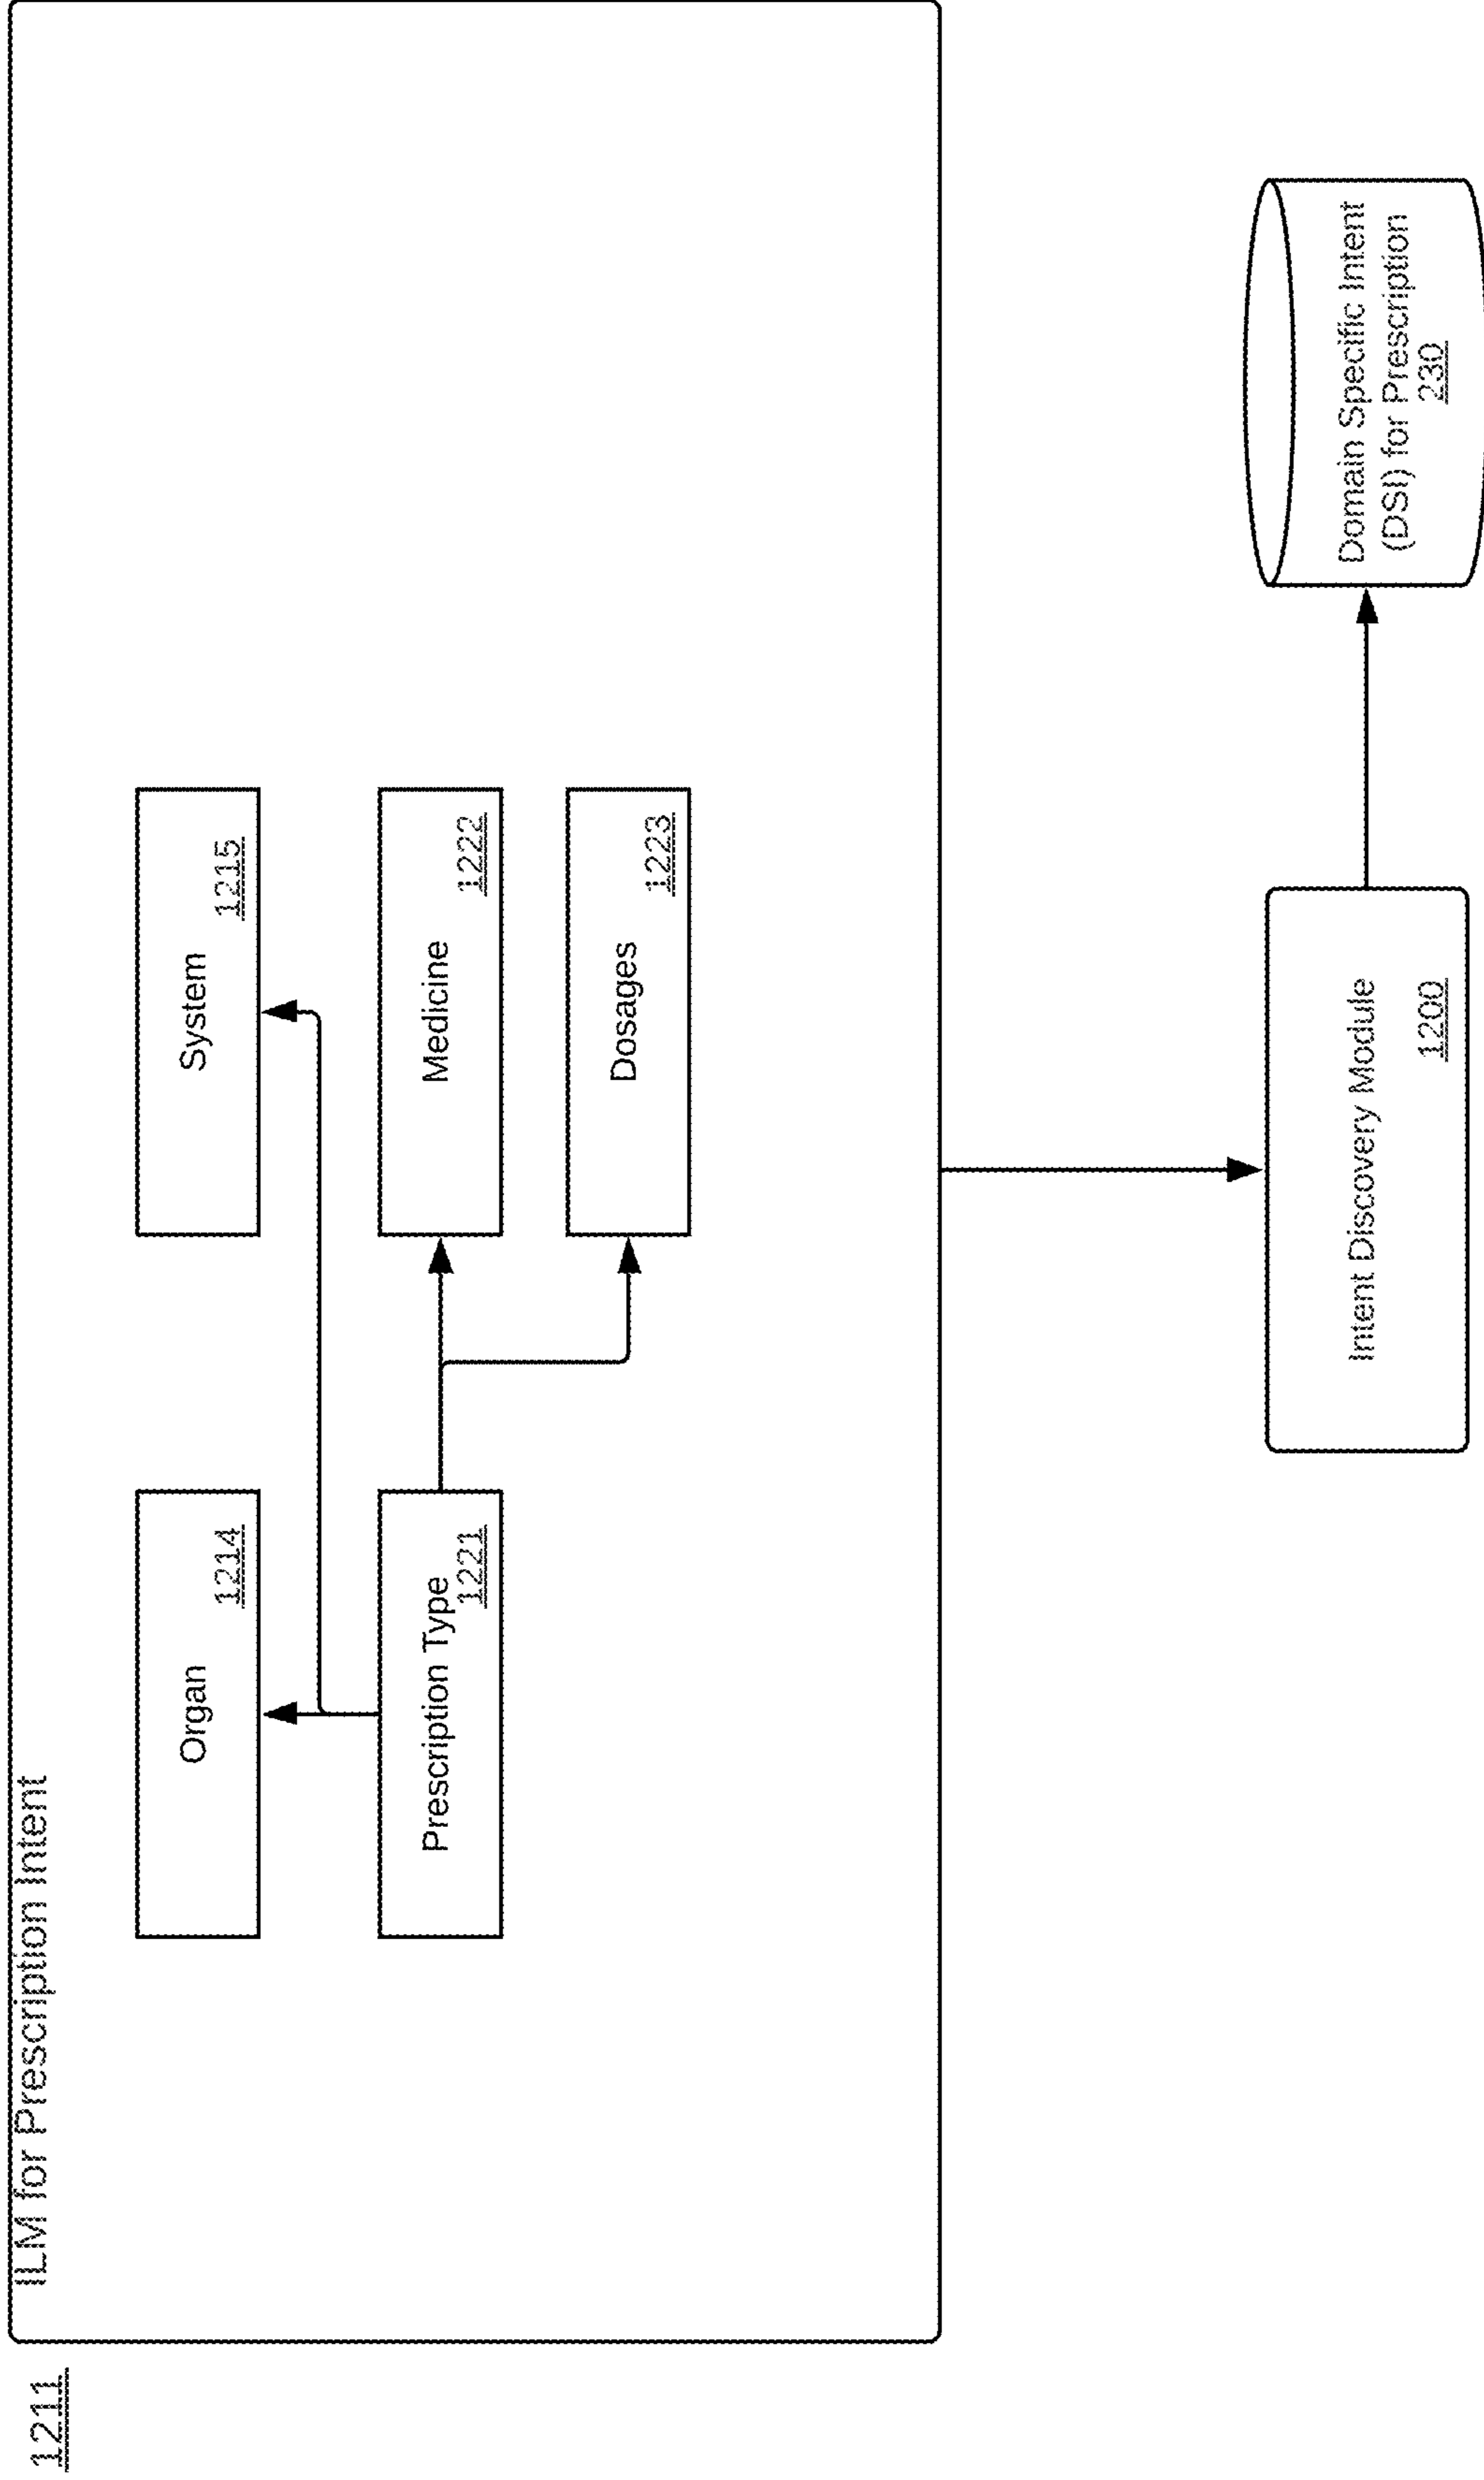 1211
ILM for Prescription Intent
Organ
1214
System
1215
Prescription Type
1221
Medicine
1222
Dosages
1223
Intent Discovery Module
1200
Domain Specific Intent
(DSI) for Prescription
230